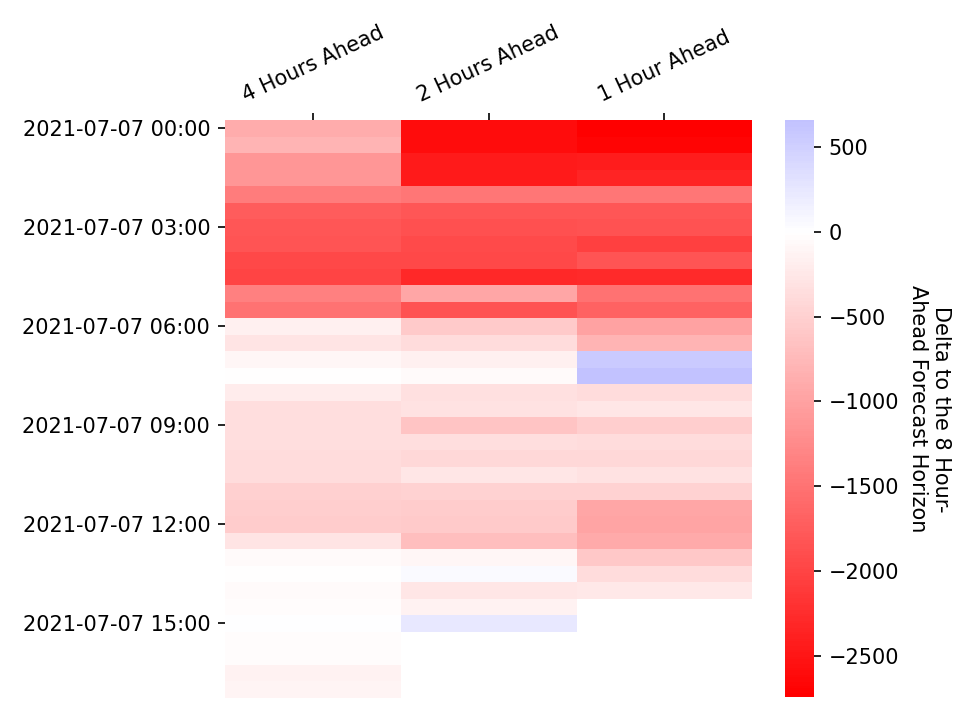 4 Hours Ahead
2 Hours Ahead
1 Hour Ahead
2021-07-07 00:00
2021-07-07 03:00
2021-07-07 06:00
2021-07-07 09:00
2021-07-07 12:00
2021-07-07 15:00
500
0
−500
−1000
−1500
−2000
−2500
Delta to the 8 Hour-
Ahead Forecast Horizon